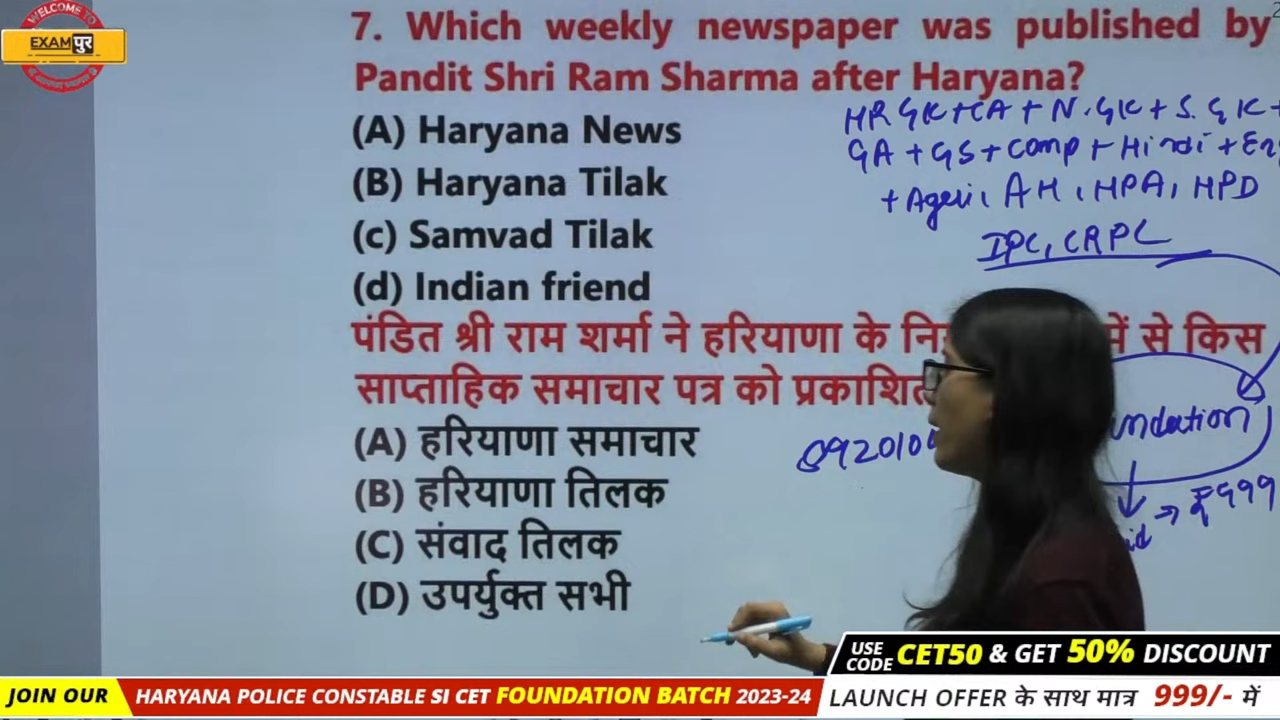 WELCOME TO
EXAMपुर
7. Which weekly newspaper was published by
Pandit Shri Ram Sharma after Haryana?
(A) Haryana News
(B) Haryana Tilak
(c) Samvad Tilak
(d) Indian friend
पंडित श्री राम शर्मा ने हरियाणा के में से किस
साप्ताहिक समाचार पत्र को
(A) हरियाणा समाचार
(B) हरियाणा तिलक
(C) संवाद तिलक
(D) उपर्युक्त सभी
HR GK + CA + N.GK + S.GK +
GA + GS + Comp + Hindi +
+ Agri, AH, HPA, HPD
IPC, CRPC
→ ₹999
USE CODE CET50 & GET 50% DISCOUNT
JOIN OUR HARYANA POLICE CONSTABLE SI CET FOUNDATION BATCH 2023-24 LAUNCH OFFER के साथ मात्र 999/- में